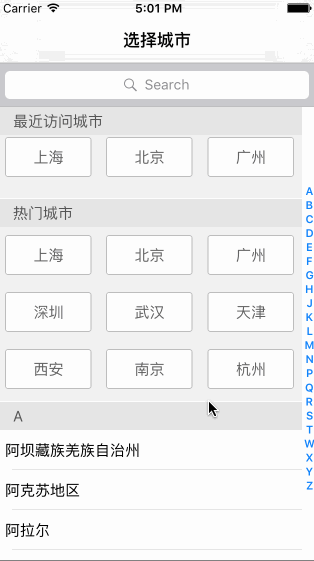 Carrier 5:01 PM
选择城市
Search
最近访问城市
上海 北京 广州
热门城市
上海 北京 广州
深圳 武汉 天津
西安 南京 杭州
A
阿坝藏族羌族自治州
阿克苏地区
阿拉尔
A
B
C
D
E
F
G
H
J
K
L
M
N
P
Q
R
S
T
W
X
Y
Z